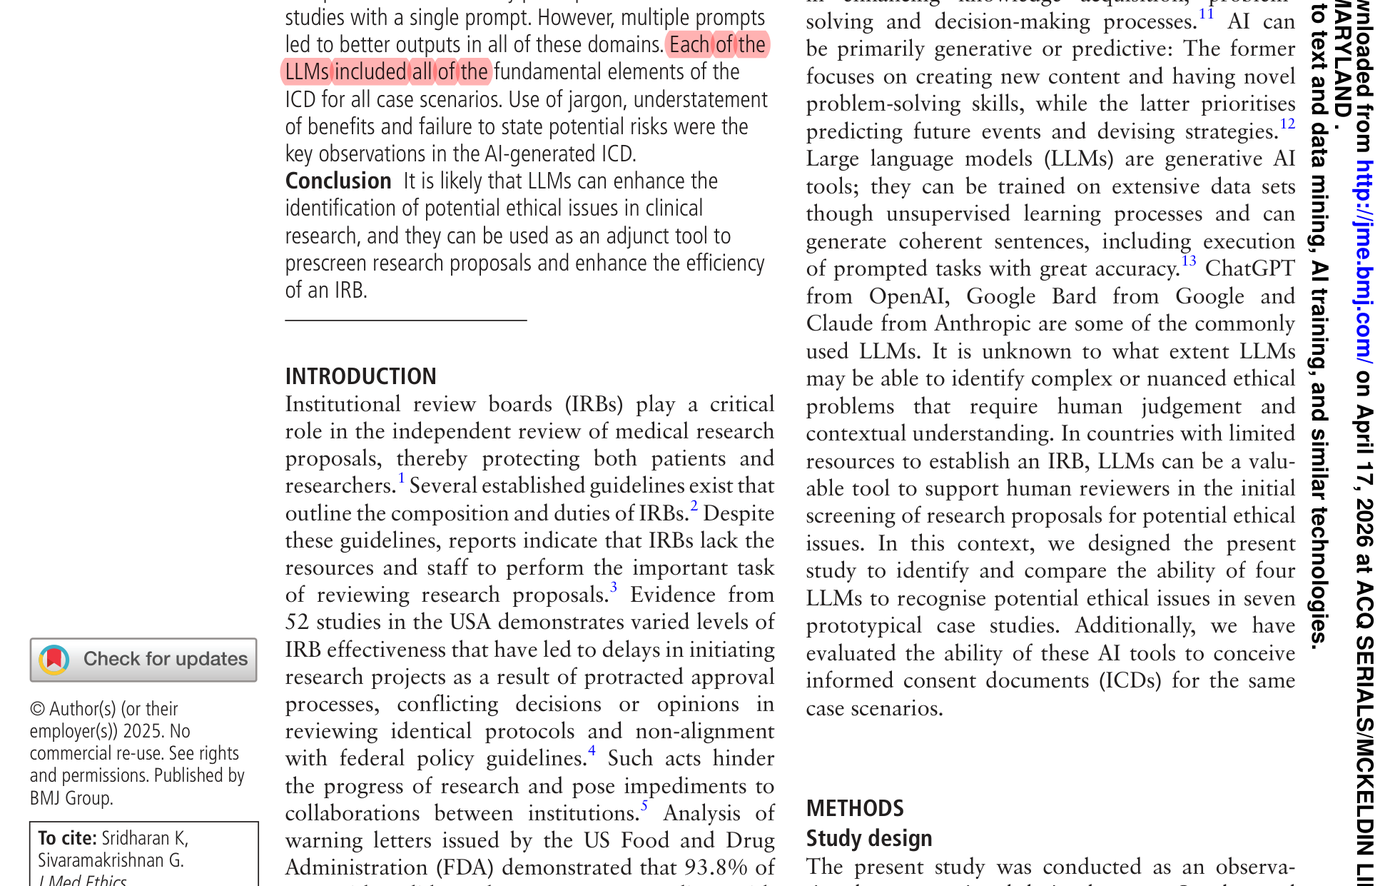 studies with a single prompt. However, multiple prompts
led to better outputs in all of these domains. Each of the
LLMs included all of the fundamental elements of the
ICD for all case scenarios. Use of jargon, understatement
of benefits and failure to state potential risks were the
key observations in the AI-generated ICD.
Conclusion It is likely that LLMs can enhance the
identification of potential ethical issues in clinical
research, and they can be used as an adjunct tool to
prescreen research proposals and enhance the efficiency
of an IRB.
INTRODUCTION
Institutional review boards (IRBs) play a critical
role in the independent review of medical research
proposals, thereby protecting both patients and
researchers.1 Several established guidelines exist that
outline the composition and duties of IRBs.2 Despite
these guidelines, reports indicate that IRBs lack the
resources and staff to perform the important task
of reviewing research proposals.3 Evidence from
52 studies in the USA demonstrates varied levels of
IRB effectiveness that have led to delays in initiating
research projects as a result of protracted approval
processes, conflicting decisions or opinions in
reviewing identical protocols and non-alignment
with federal policy guidelines.4 Such acts hinder
the progress of research and pose impediments to
collaborations between institutions.5 Analysis of
warning letters issued by the US Food and Drug
Administration (FDA) demonstrated that 93.8% of
solving and decision-making processes.11 AI can
be primarily generative or predictive: The former
focuses on creating new content and having novel
problem-solving skills, while the latter prioritises
predicting future events and devising strategies.12
Large language models (LLMs) are generative AI
tools; they can be trained on extensive data sets
though unsupervised learning processes and can
generate coherent sentences, including execution
of prompted tasks with great accuracy.13 ChatGPT
from OpenAI, Google Bard from Google and
Claude from Anthropic are some of the commonly
used LLMs. It is unknown to what extent LLMs
may be able to identify complex or nuanced ethical
problems that require human judgement and
contextual understanding. In countries with limited
resources to establish an IRB, LLMs can be a valu-
able tool to support human reviewers in the initial
screening of research proposals for potential ethical
issues. In this context, we designed the present
study to identify and compare the ability of four
LLMs to recognise potential ethical issues in seven
prototypical case studies. Additionally, we have
evaluated the ability of these AI tools to conceive
informed consent documents (ICDs) for the same
case scenarios.
METHODS
Study design
The present study was conducted as an observa-
Check for updates
© Author(s) (or their
employer(s)) 2025. No
commercial re-use. See rights
and permissions. Published by
BMJ Group.
To cite: Sridharan K,
Sivaramakrishnan G.
J Med Ethics
wnloaded from http://jme.bmj.com/ on April 17, 2026 at ACQ SERIALS/MCKELDIN LI
MARYLAND .
to text and data mining, AI training, and similar technologies.